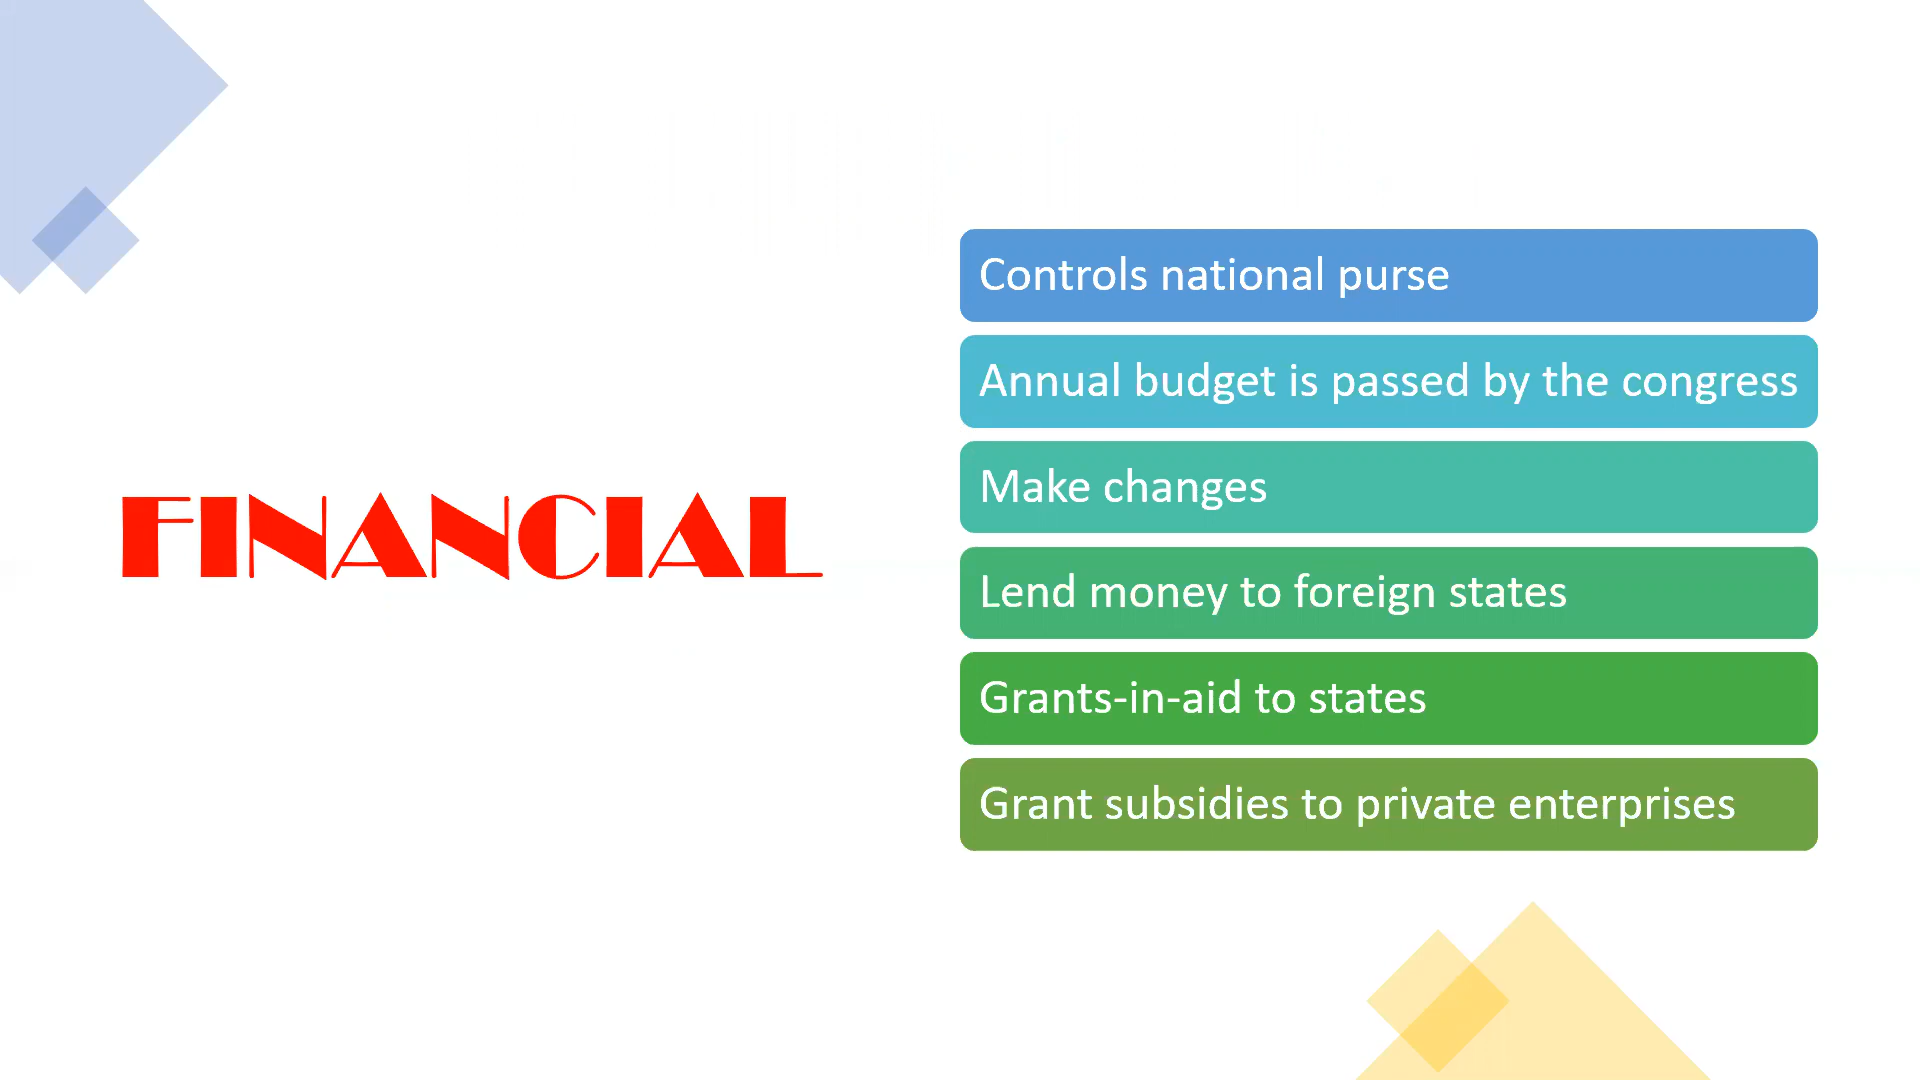 FINANCIAL
Controls national purse
Annual budget is passed by the congress
Make changes
Lend money to foreign states
Grants-in-aid to states
Grant subsidies to private enterprises